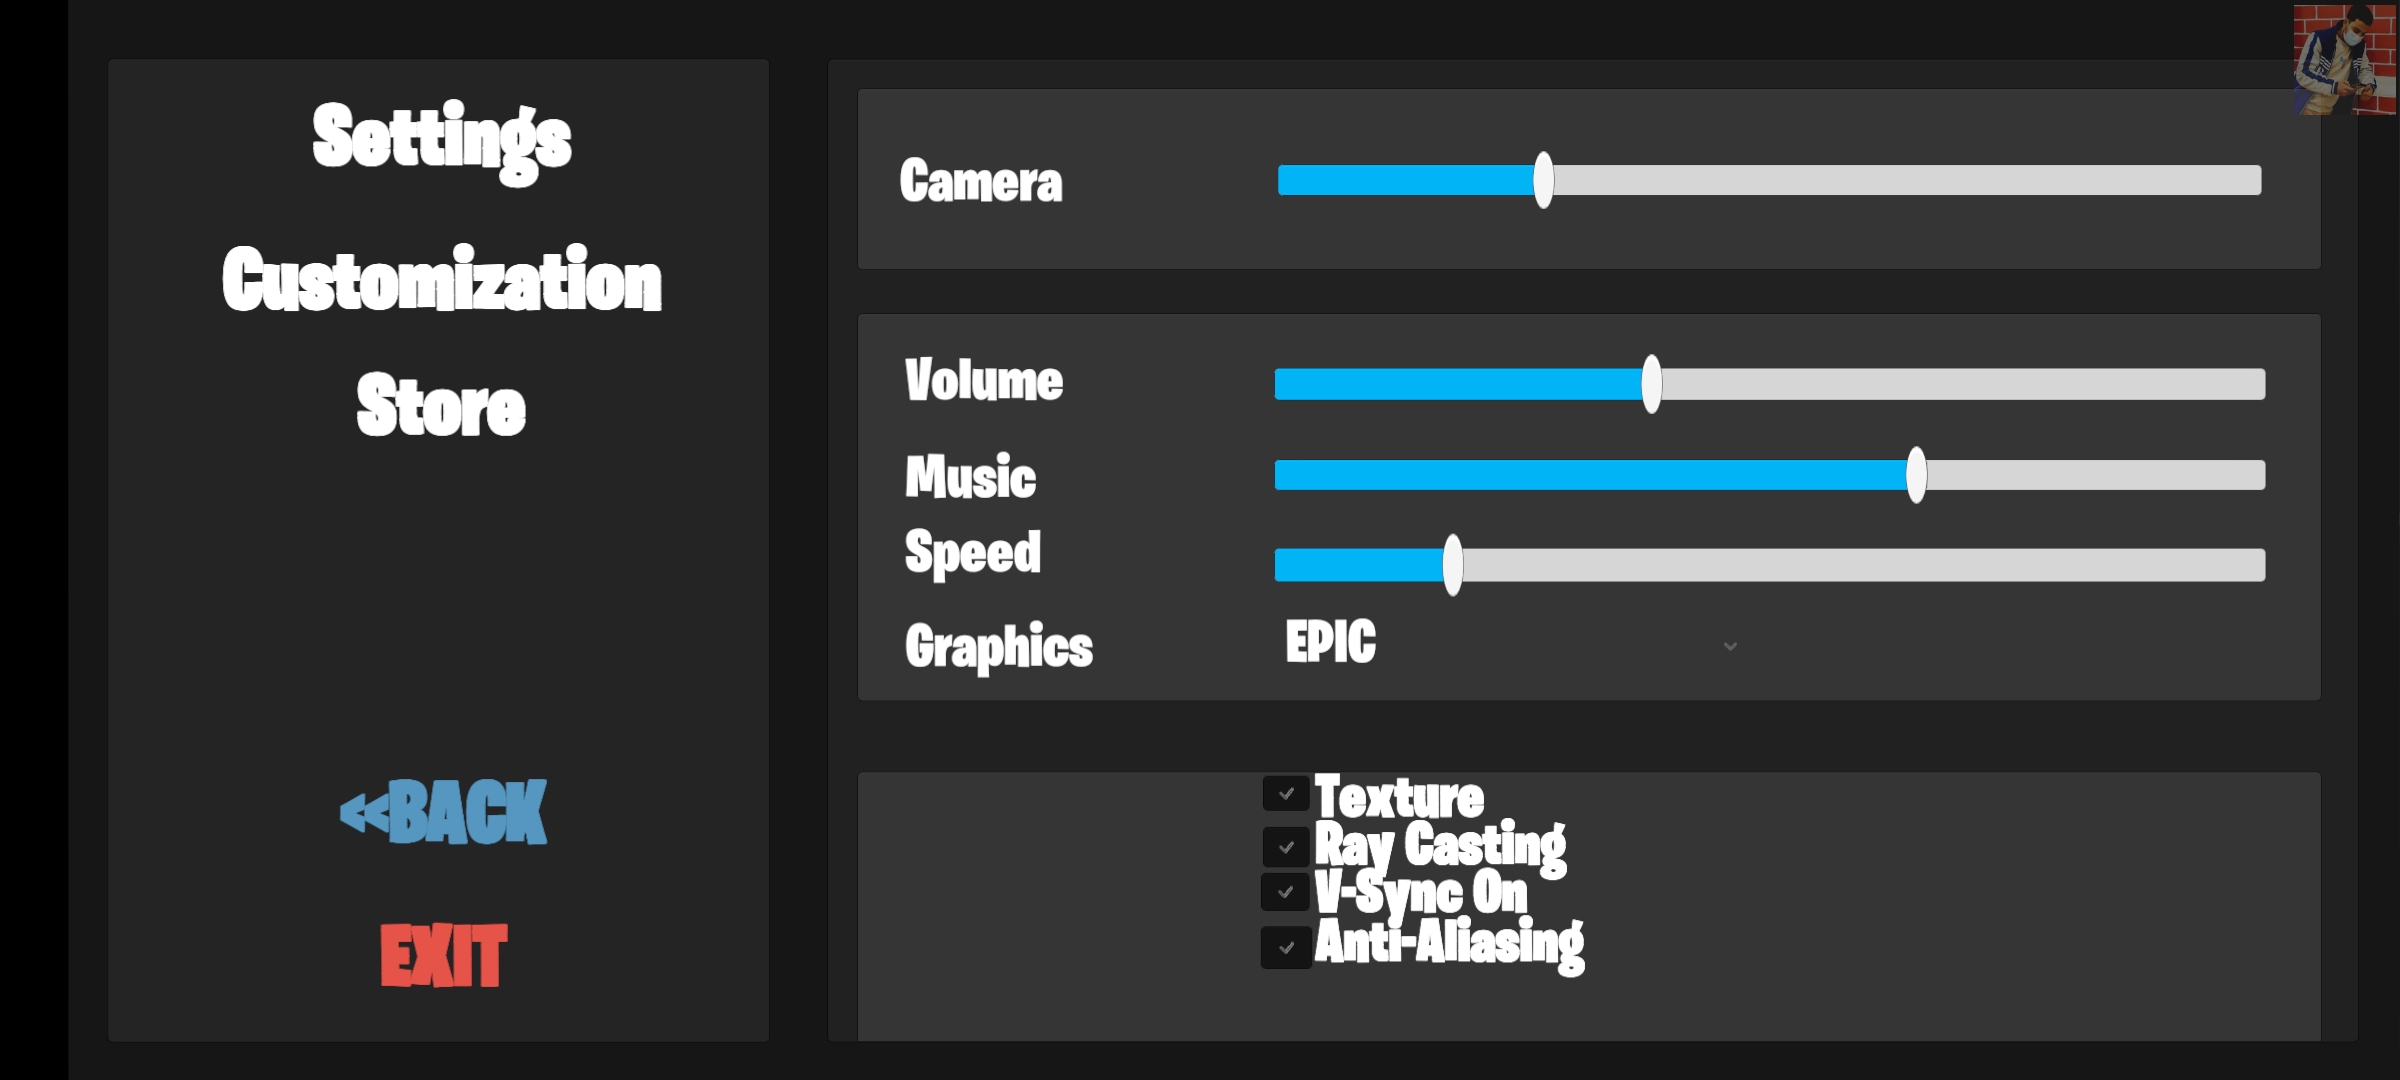 Settings
Customization
Store
<<BACK
EXIT
Camera
Volume
Music
Speed
Graphics EPIC
Texture
Ray Casting
V-Sync On
Anti-Aliasing